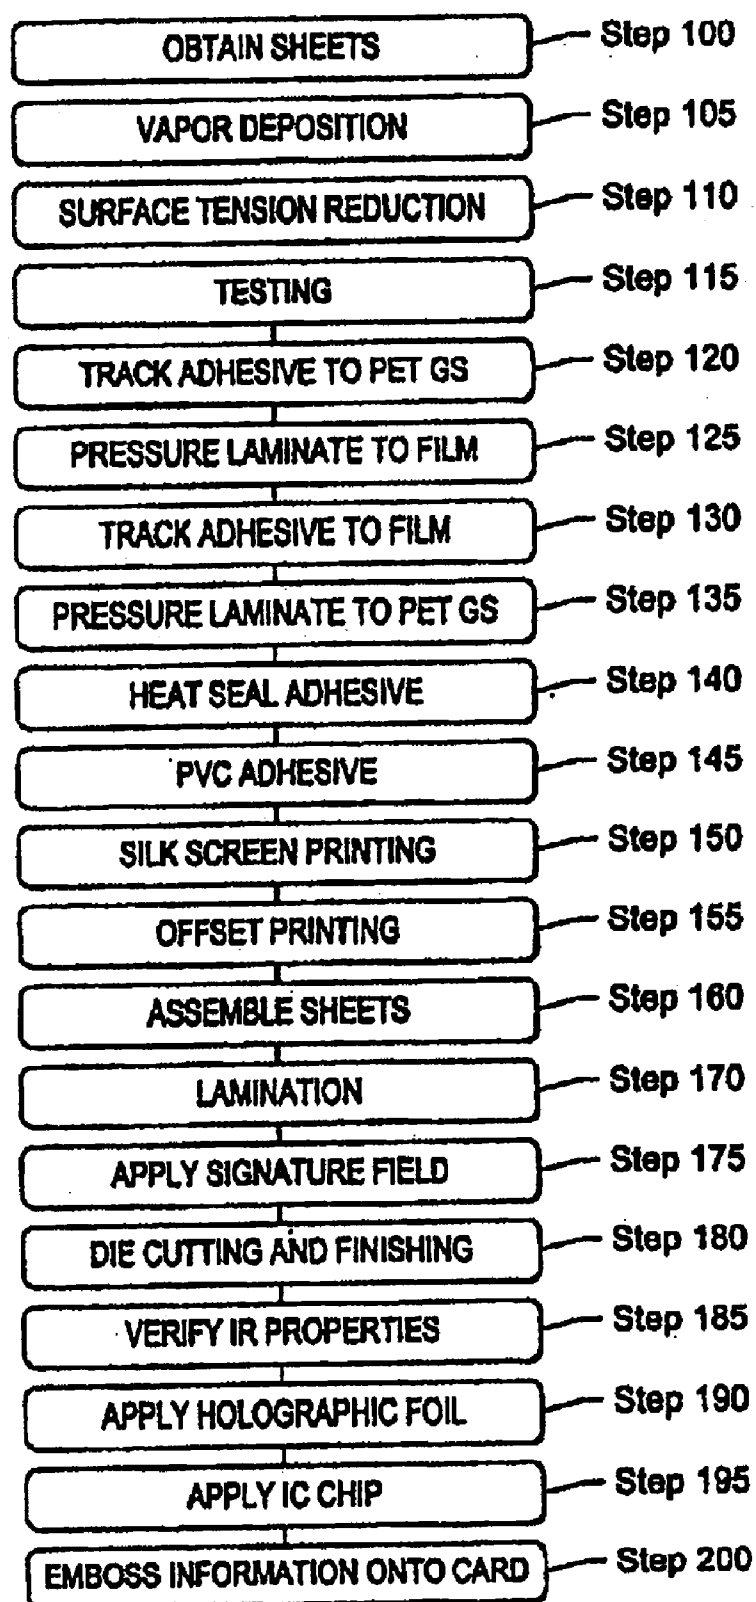 OBTAIN SHEETS Step 100
VAPOR DEPOSITION Step 105
SURFACE TENSION REDUCTION Step 110
TESTING Step 115
TRACK ADHESIVE TO PET GS Step 120
PRESSURE LAMINATE TO FILM Step 125
TRACK ADHESIVE TO FILM Step 130
PRESSURE LAMINATE TO PET GS Step 135
HEAT SEAL ADHESIVE Step 140
PVC ADHESIVE Step 145
SILK SCREEN PRINTING Step 150
OFFSET PRINTING Step 155
ASSEMBLE SHEETS Step 160
LAMINATION Step 170
APPLY SIGNATURE FIELD Step 175
DIE CUTTING AND FINISHING Step 180
VERIFY IR PROPERTIES Step 185
APPLY HOLOGRAPHIC FOIL Step 190
APPLY IC CHIP Step 195
EMBOSS INFORMATION ONTO CARD Step 200